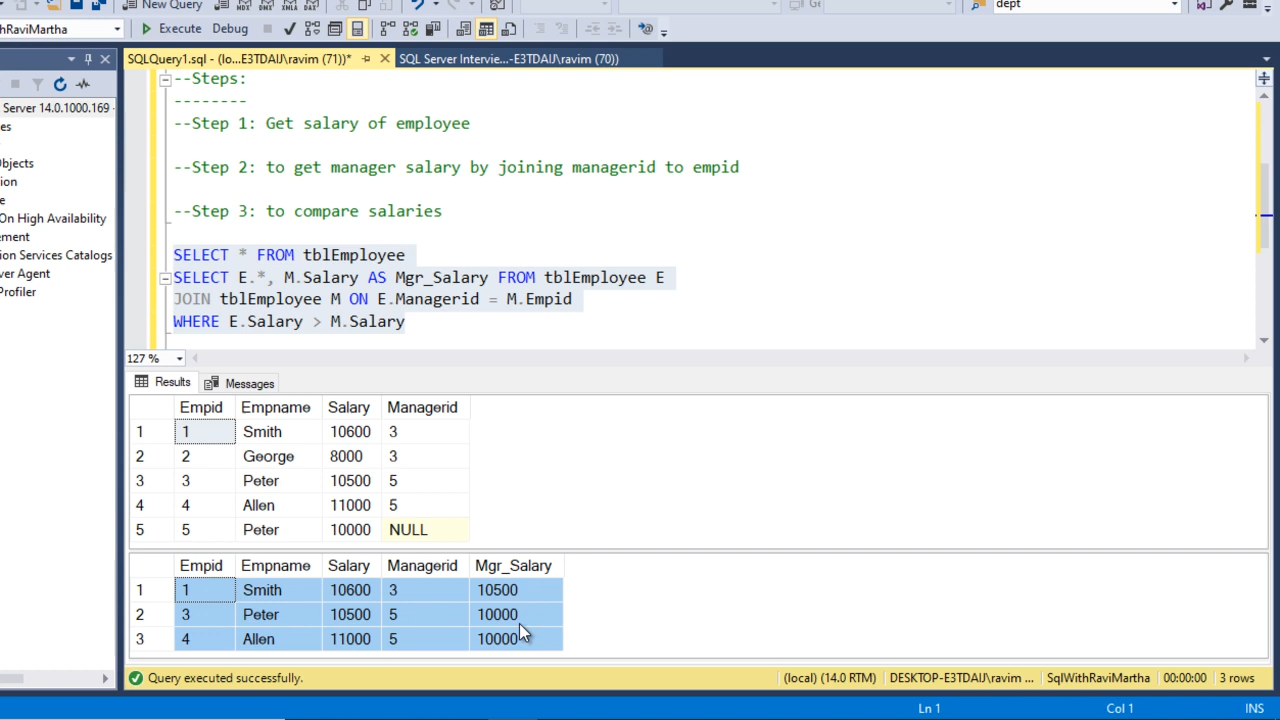 New Query
dept
WithRaviMartha
Execute
Debug
SQLQuery1.sql - (lo...E3TDAIJ\ravim (71))*
SQL Server Intervie...-E3TDAIJ\ravim (70))
Server 14.0.1000.169 -
es
bjects
ion
e
On High Availability
ement
ion Services Catalogs
ver Agent
Profiler
--Steps:
--------
--Step 1: Get salary of employee
--Step 2: to get manager salary by joining managerid to empid
--Step 3: to compare salaries
SELECT * FROM tblEmployee
SELECT E.*, M.Salary AS Mgr_Salary FROM tblEmployee E
JOIN tblEmployee M ON E.Managerid = M.Empid
WHERE E.Salary > M.Salary
127 %
Results
Messages
Empid Empname Salary Managerid
1 1 Smith 10600 3
2 2 George 8000 3
3 3 Peter 10500 5
4 4 Allen 11000 5
5 5 Peter 10000 NULL
Empid Empname Salary Managerid Mgr_Salary
1 1 Smith 10600 3 10500
2 3 Peter 10500 5 10000
3 4 Allen 11000 5 10000
Query executed successfully.
(local) (14.0 RTM)
DESKTOP-E3TDAIJ\ravim ...
SqlWithRaviMartha
00:00:00
3 rows
Ln 1
Col 1
INS